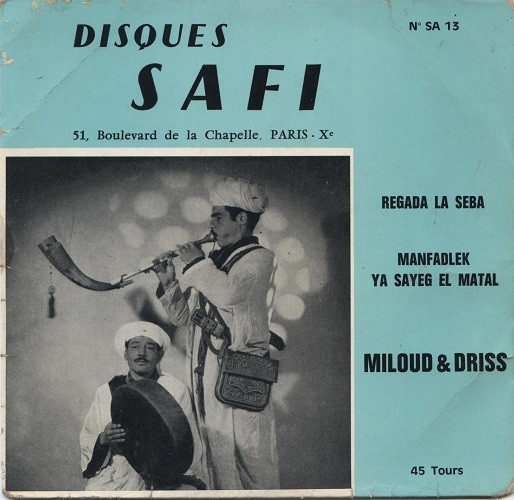 DISQUES
SAFI
Nº SA 13
51, Boulevard de la Chapelle, PARIS - Xe
REGADA LA SEBA
MANFADLEK
YA SAYEG EL MATAL
MILOUD & DRISS
45 Tours